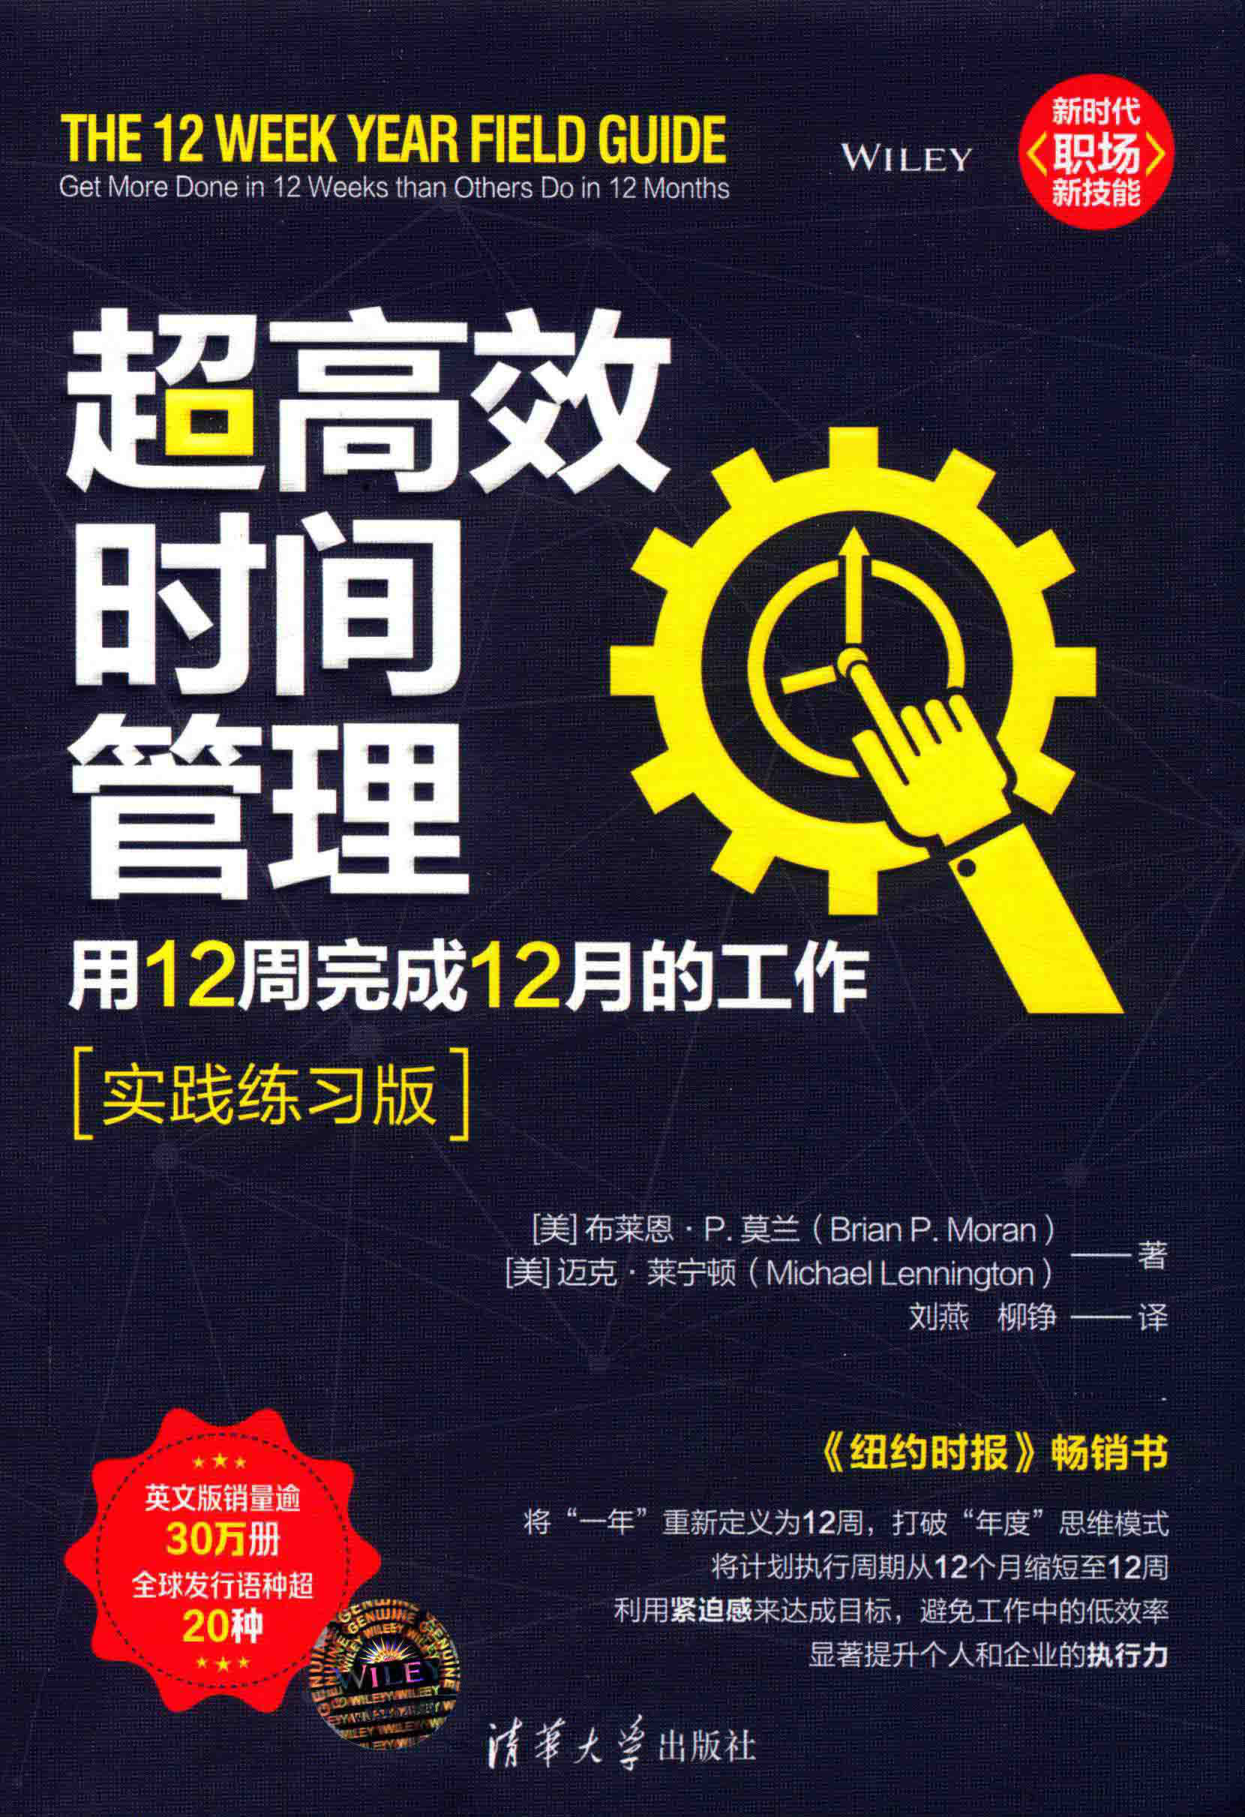 THE 12 WEEK YEAR FIELD GUIDE
Get More Done in 12 Weeks than Others Do in 12 Months
WILEY
新时代
职场
新技能
超高效
时间
管理
用12周完成12月的工作
[实践练习版]
[美] 布莱恩·P. 莫兰（Brian P. Moran）
[美] 迈克·莱宁顿（Michael Lennington）
——著
刘燕 柳铮——译
《纽约时报》畅销书
将“一年”重新定义为12周，打破“年度”思维模式
将计划执行周期从12个月缩短至12周
利用紧迫感来达成目标，避免工作中的低效率
显著提升个人和企业的执行力
英文版销量逾
30万册
全球发行语种超
20种
GENUINE
WILEY
清华大学出版社